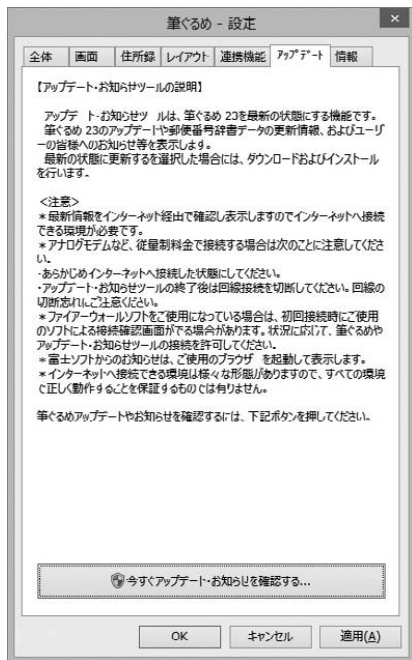 筆ぐるめ - 設定
×
全体 画面 住所録 レイアウト 連携機能 アップデート 情報
【アップデート・お知らせツールの説明】
アップデート・お知らせツールは、筆ぐるめ 23を最新の状態にする機能です。
筆ぐるめ 23のアップデートや郵便番号辞書データの更新情報、およびユーザ
ーの皆様へのお知らせ等を表示します。
最新の状態に更新するを選択した場合には、ダウンロードおよびインストール
を行います。
<注意>
*最新情報をインターネット経由で確認し表示しますのでインターネットへ接続
できる環境が必要です。
*アナログモデムなど、従量制料金で接続する場合は次のことに注意してくださ
い。
・あらかじめインターネットへ接続した状態にしてください。
・アップデート・お知らせツールの終了後は回線接続を切断してください。回線の
切断忘れにご注意ください。
*ファイアーウォールソフトをご使用になっている場合は、初回接続時にご使用
のソフトによる接続確認画面がでる場合があります。状況に応じて、筆ぐるめや
アップデート・お知らせツールの接続を許可してください。
*富士ソフトからのお知らせは、ご使用のブラウザを起動して表示します。
*インターネットへ接続できる環境は様々な形態がありますので、すべての環境
で正しく動作することを保証するものでは有りません。
筆ぐるめアップデートやお知らせを確認するには、下記ボタンを押してください。
今すぐアップデート・お知らせを確認する...
OK キャンセル 適用(A)